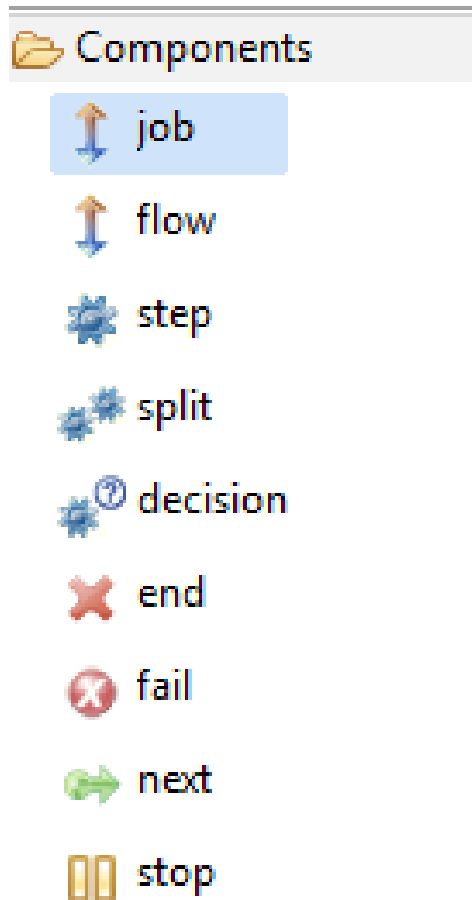 Components
job
flow
step
split
decision
end
fail
next
stop